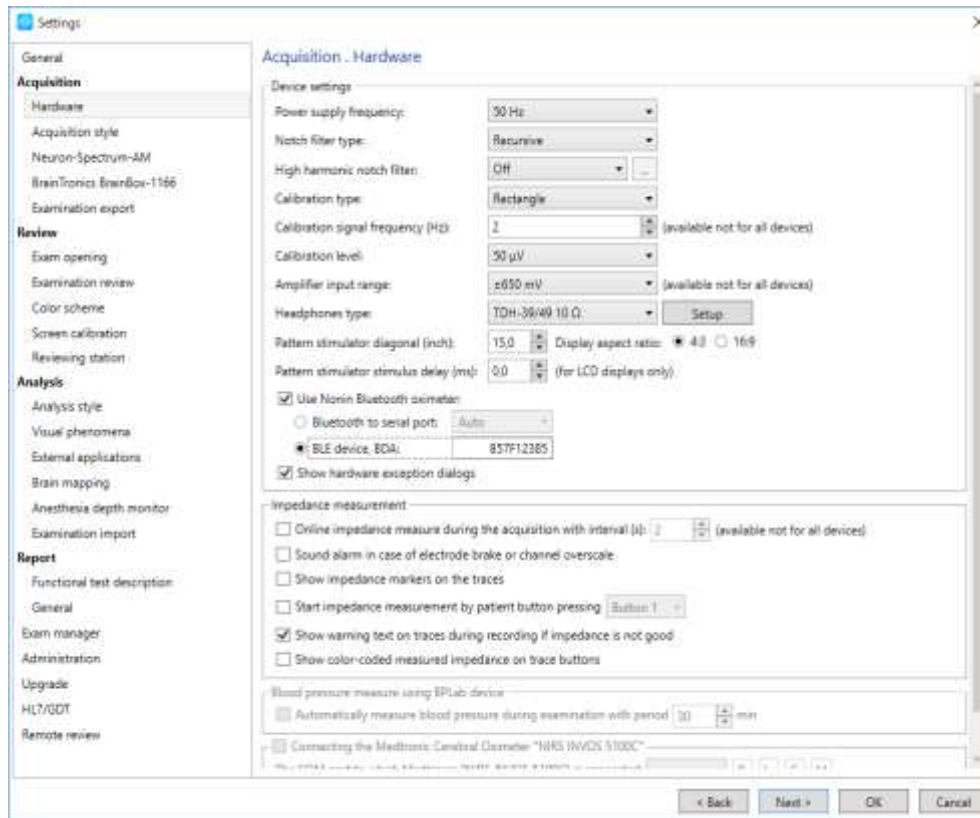 Settings
General
Acquisition
Hardware
Acquisition style
Neuron-Spectrum-AM
BrainTronics BrainBox-1166
Examination export
Review
Exam opening
Examination review
Color scheme
Screen calibration
Reviewing station
Analysis
Analysis style
Visual phenomena
External applications
Brain mapping
Anesthesia depth monitor
Examination import
Report
Functional test description
General
Exam manager
Administration
Upgrade
HL7/GDT
Remote review
Acquisition . Hardware
Device settings
Power supply frequency: 50 Hz
Notch filter type: Recursive
High harmonic notch filter: Off ...
Calibration type: Rectangle
Calibration signal frequency (Hz): 2 (available not for all devices)
Calibration level: 50 µV
Amplifier input range: ±650 mV (available not for all devices)
Headphones type: TDH-39/49 10 Ω Setup
Pattern stimulator diagonal (inch): 15,0 Display aspect ratio: 4:3 16:9
Pattern stimulator stimulus delay (ms): 0,0 (for LCD displays only)
Use Nonin Bluetooth oximeter:
Bluetooth to serial port: Auto
BLE device, BDA: 857F12385
Show hardware exception dialogs
Impedance measurement
Online impedance measure during the acquisition with interval (s): 2 (available not for all devices)
Sound alarm in case of electrode brake or channel overscale
Show impedance markers on the traces
Start impedance measurement by patient button pressing Button 1
Show warning text on traces during recording if impedance is not good
Show color-coded measured impedance on trace buttons
Blood pressure measure using BPLab device
Automatically measure blood pressure during examination with period 30 min
Connecting the Medtronic Cerebral Oximeter "NIRS INVOS 5100C"
< Back Next > OK Cancel